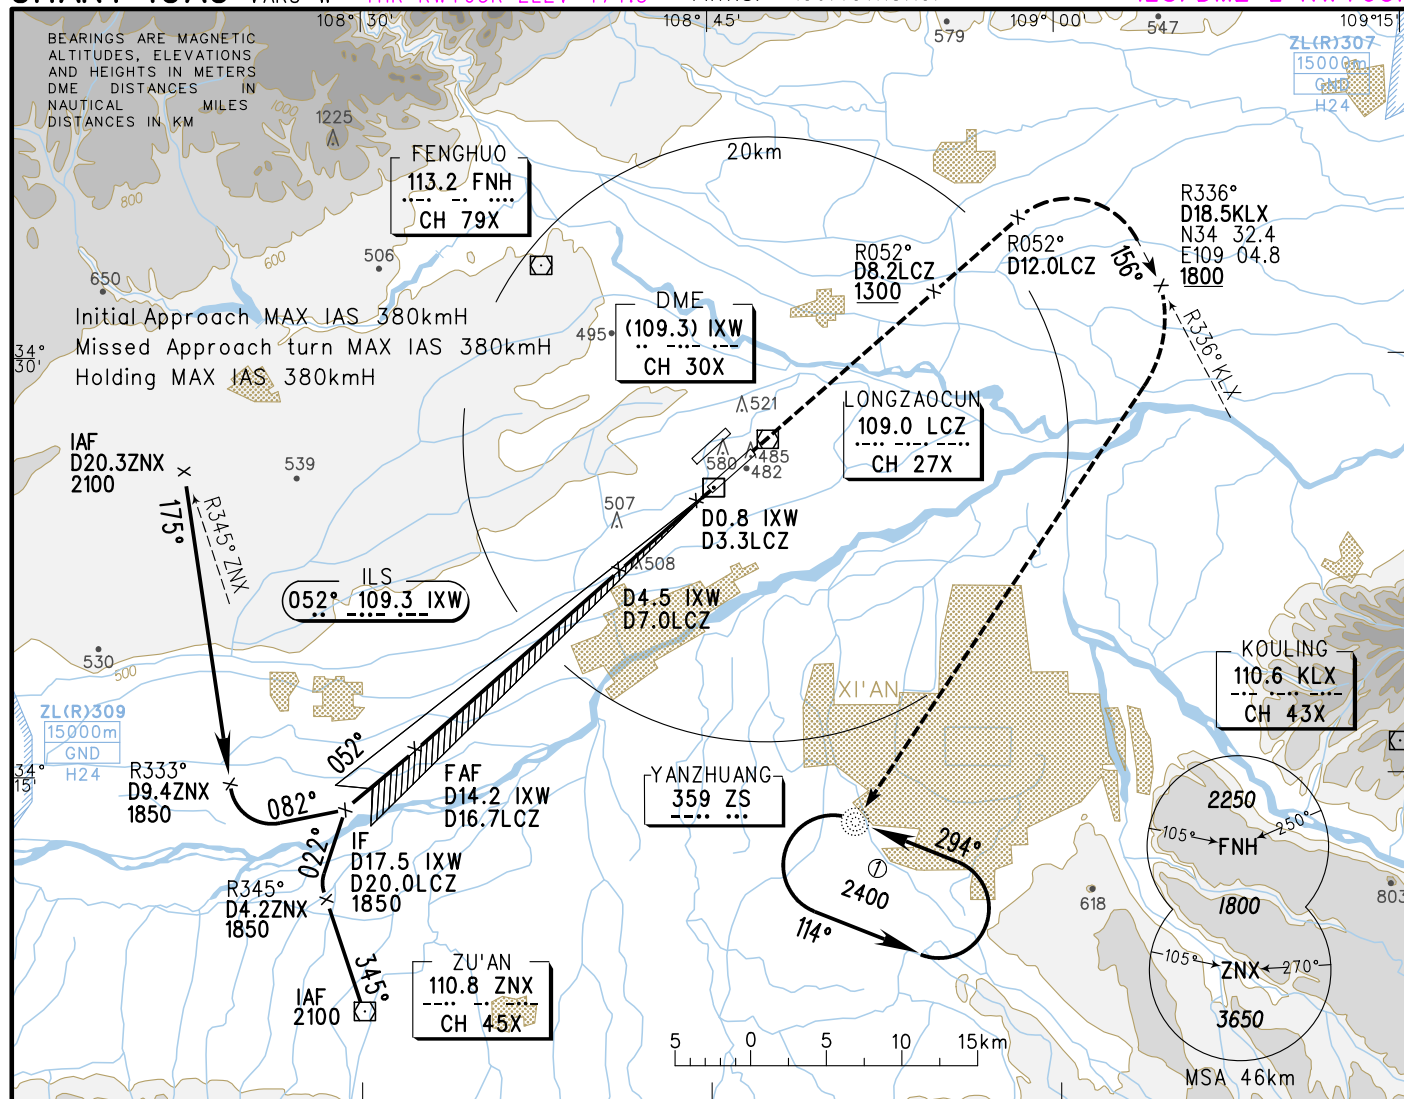 108° 30'
108° 45'
109° 00'
109° 15'
BEARINGS ARE MAGNETIC
ALTITUDES, ELEVATIONS
AND HEIGHTS IN METERS
DME DISTANCES IN
NAUTICAL MILES
DISTANCES IN KM
1000
1225
800
600
650
506
579
547
ZL(R)307
15000m
GND
H24
FENGHUO
113.2 FNH
CH 79X
20km
R336°
D18.5KLX
N34 32.4
E109 04.8
1800
156°
R052°
D12.0LCZ
R052°
D8.2LCZ
1300
R336°KLX
Initial Approach MAX IAS 380kmH
Missed Approach turn MAX IAS 380kmH
Holding MAX IAS 380kmH
34°
30'
495
DME
(109.3) IXW
CH 30X
521
LONGZAOCUN
109.0 LCZ
CH 27X
580
485
482
IAF
D20.3ZNX
2100
539
175°
R345° ZNX
507
508
D0.8 IXW
D3.3LCZ
ILS
052° 109.3 IXW
D4.5 IXW
D7.0LCZ
530
500
KOULING
110.6 KLX
CH 43X
XI'AN
ZL(R)309
15000m
GND
H24
34°
15'
052°
R333°
D9.4ZNX
1850
082°
FAF
D14.2 IXW
D16.7LCZ
YANZHUANG
359 ZS
IF
D17.5 IXW
D20.0LCZ
1850
022°
R345°
D4.2ZNX
1850
294°
1
2400
114°
2250
105°
250°
FNH
1800
105°
270°
ZNX
3650
MSA 46km
618
803
345°
IAF
2100
ZU'AN
110.8 ZNX
CH 45X
5 0 5 10 15km